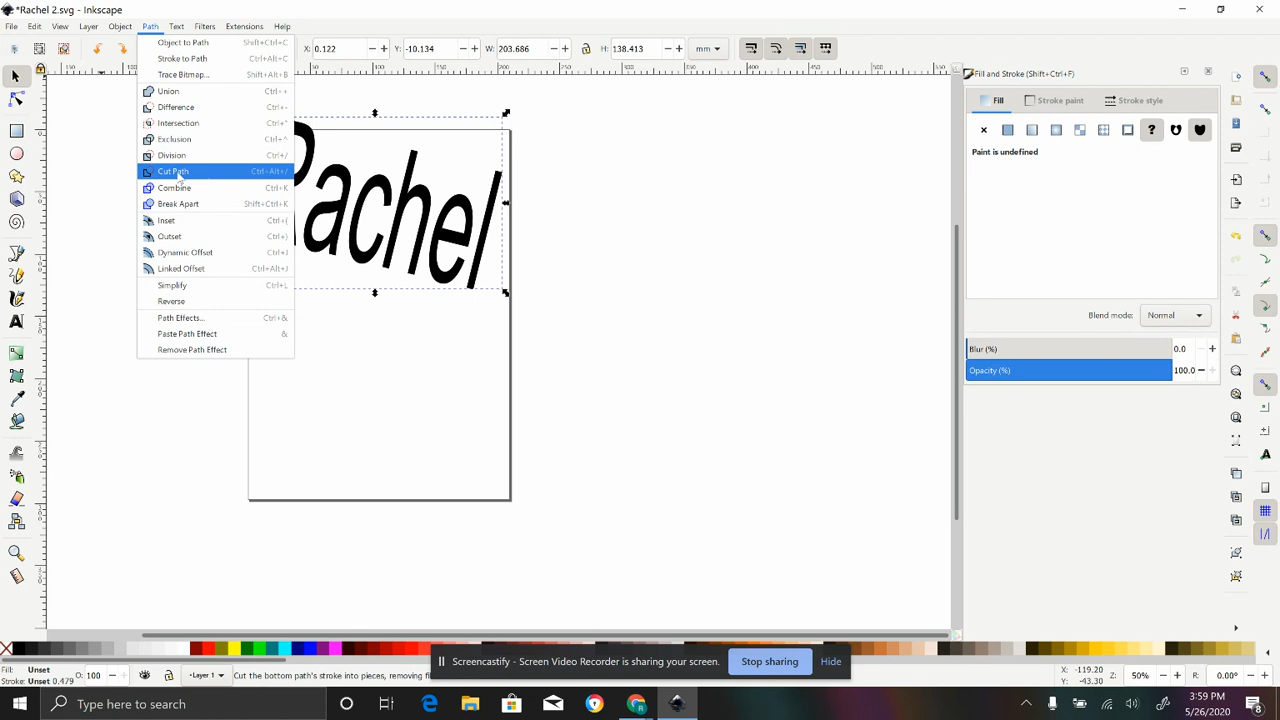 *Rachel 2.svg - Inkscape
File Edit View Layer Object Path Text Filters Extensions Help
X: 0.122 Y: -10.134 W: 203.686 H: 138.413 mm
Object to Path Shift+Ctrl+C
Stroke to Path Ctrl+Alt+C
Trace Bitmap... Shift+Alt+B
Union Ctrl++
Difference Ctrl+-
Intersection Ctrl+*
Exclusion Ctrl+^
Division Ctrl+/
Cut Path Ctrl+Alt+/
Combine Ctrl+K
Break Apart Shift+Ctrl+K
Inset Ctrl+(
Outset Ctrl+)
Dynamic Offset Ctrl+J
Linked Offset Ctrl+Alt+J
Simplify Ctrl+L
Reverse
Path Effects... Ctrl+&
Paste Path Effect &
Remove Path Effect
Rachel
Fill and Stroke (Shift+Ctrl+F)
Fill Stroke paint Stroke style
Paint is undefined
Blend mode: Normal
Blur (%) 0.0
Opacity (%) 100.0
Screencastify - Screen Video Recorder is sharing your screen. Stop sharing Hide
Fill: Unset
Stroke: Unset 0.479
O: 100
Layer 1
Cut the bottom path's stroke into pieces, removing fi
X: -119.20
Y: -43.30
Z: 50%
R: 0.00°
Type here to search
3:59 PM
5/26/2020